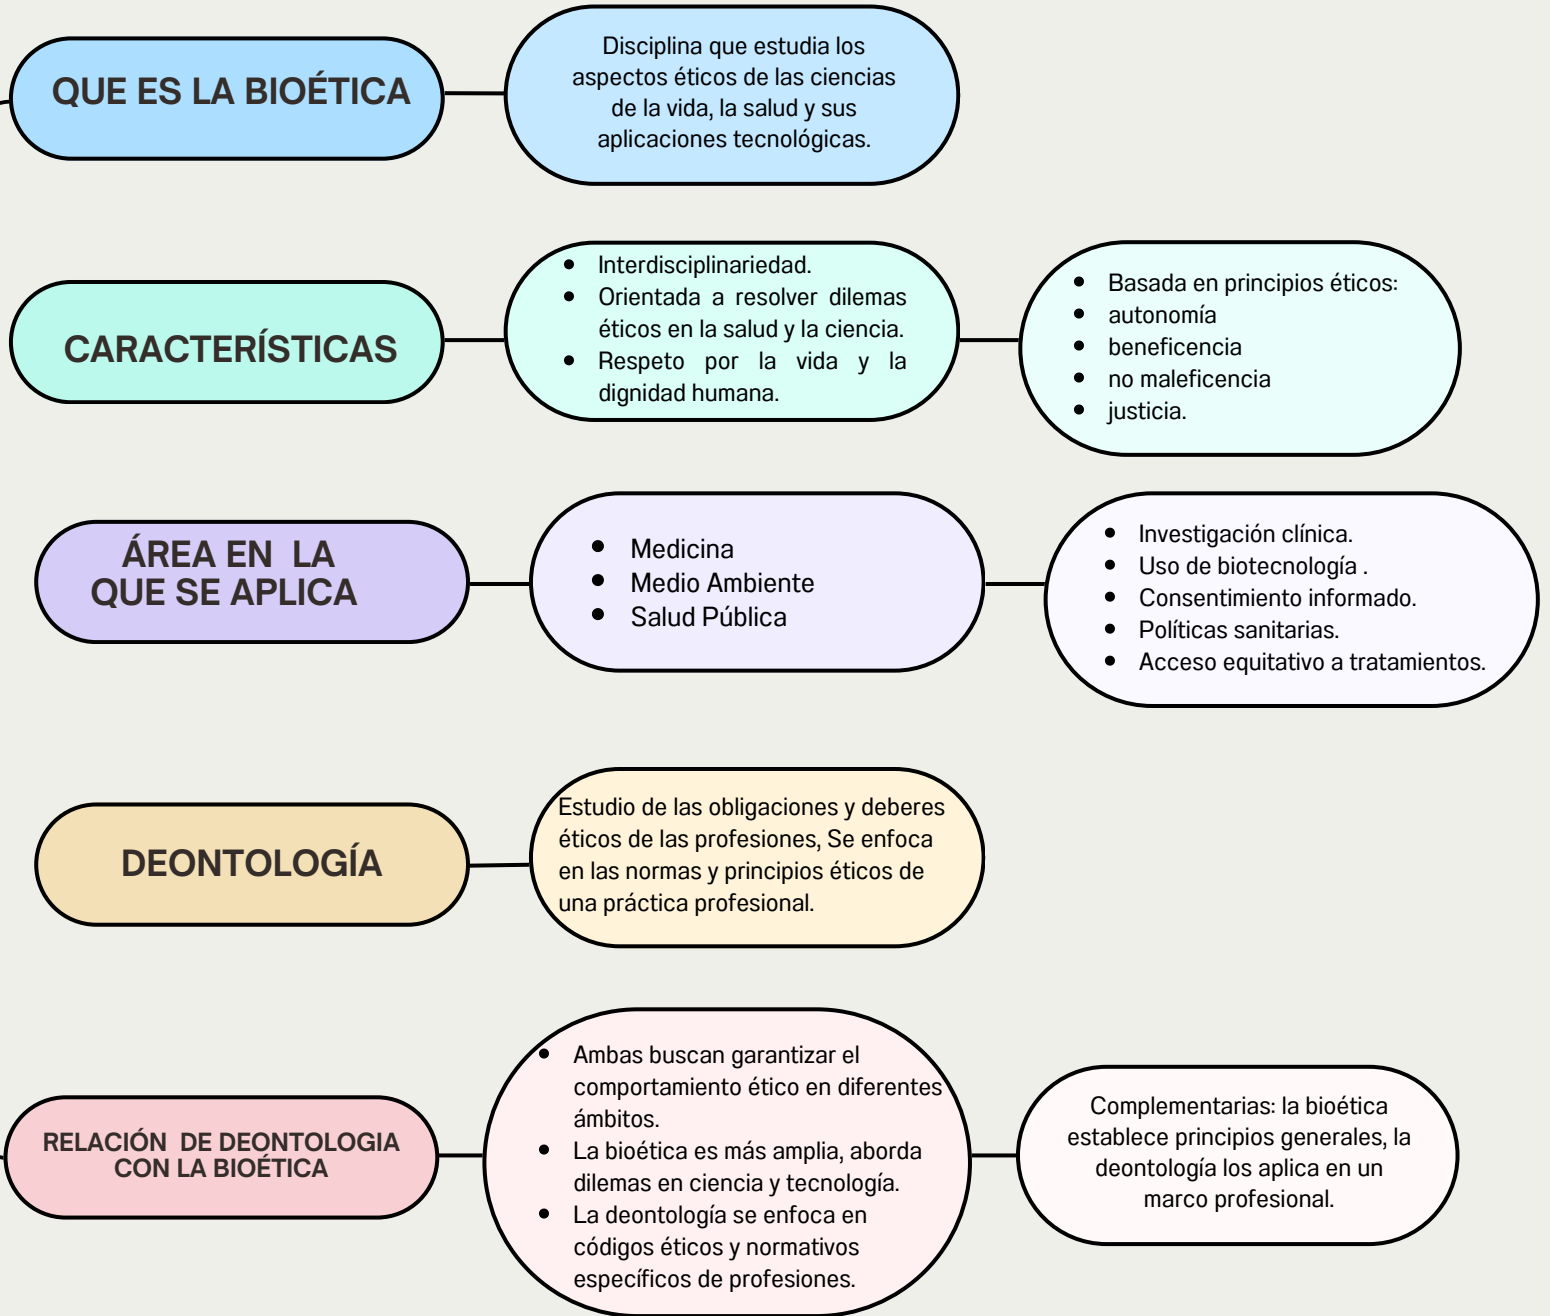 QUE ES LA BIOÉTICA
Disciplina que estudia los
aspectos éticos de las ciencias
de la vida, la salud y sus
aplicaciones tecnológicas.
CARACTERÍSTICAS
• Interdisciplinariedad.
• Orientada a resolver dilemas
éticos en la salud y la ciencia.
• Respeto por la vida y la
dignidad humana.
• Basada en principios éticos:
• autonomía
• beneficencia
• no maleficencia
• justicia.
ÁREA EN LA
QUE SE APLICA
• Medicina
• Medio Ambiente
• Salud Pública
• Investigación clínica.
• Uso de biotecnología .
• Consentimiento informado.
• Políticas sanitarias.
• Acceso equitativo a tratamientos.
DEONTOLOGÍA
Estudio de las obligaciones y deberes
éticos de las profesiones, Se enfoca
en las normas y principios éticos de
una práctica profesional.
RELACIÓN DE DEONTOLOGIA
CON LA BIOÉTICA
• Ambas buscan garantizar el
comportamiento ético en diferentes
ámbitos.
• La bioética es más amplia, aborda
dilemas en ciencia y tecnología.
• La deontología se enfoca en
códigos éticos y normativos
específicos de profesiones.
Complementarias: la bioética
establece principios generales, la
deontología los aplica en un
marco profesional.